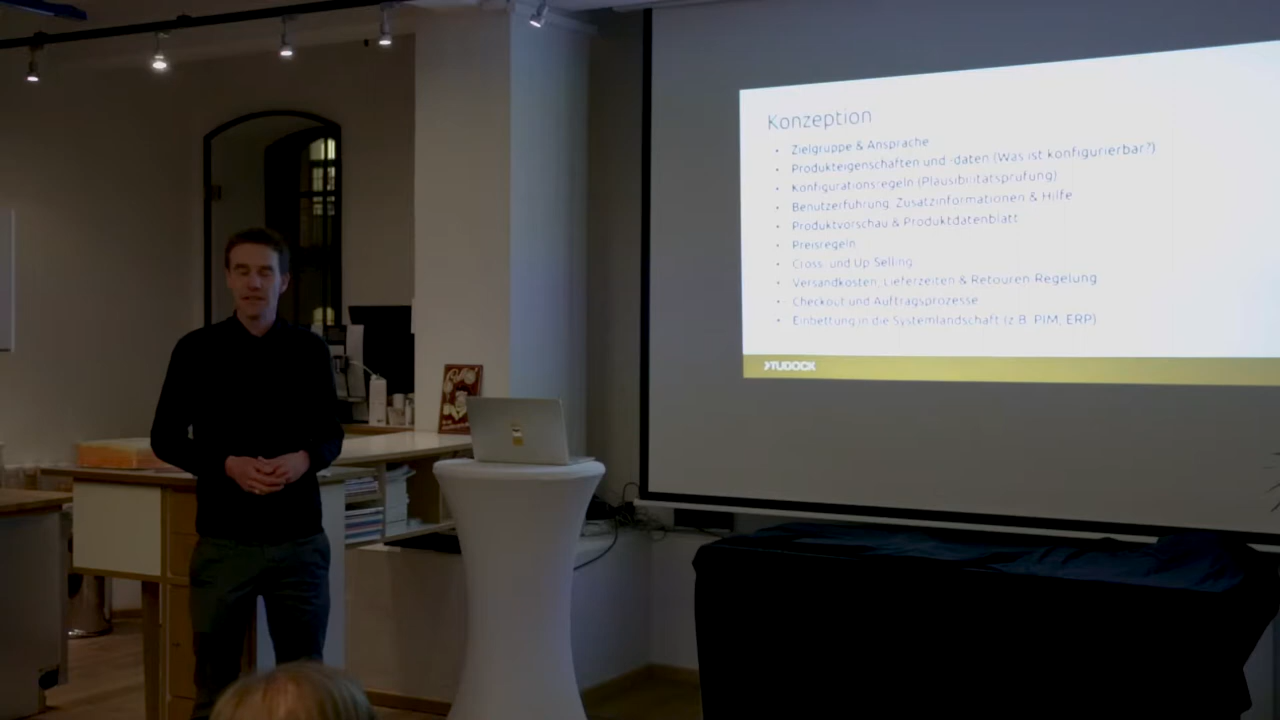 Konzeption
• Zielgruppe & Ansprache
• Produkteigenschaften und -daten (Was ist konfigurierbar?)
• Konfigurationsregeln (Plausibilitätsprüfung)
• Benutzerführung: Zusatzinformationen & Hilfe
• Produktvorschau & Produktdatenblatt
• Preisregeln
• Cross- und Up Selling
• Versandkosten, Lieferzeiten & Retouren Regelung
• Checkout und Auftragsprozesse
• Einbettung in die Systemlandschaft (z.B. PIM, ERP)
TUDOCK